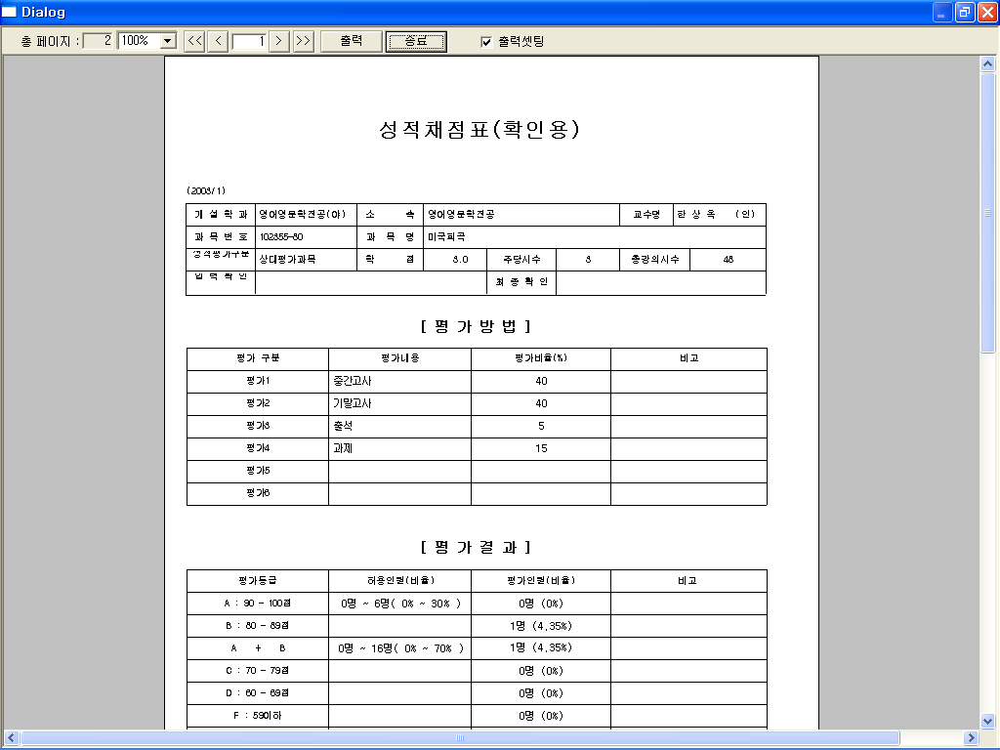 Dialog
총 페이지 : 2 100% << < 1 > >> 출력 종료 출력셋팅
성적채점표(확인용)
(2008/1)
개 설 학 과 영어영문학전공(야) 소 속 영어영문학전공 교수명 한 상 옥 (인)
과 목 번 호 102355-80 과 목 명 미국희곡
성적평가구분 상대평가과목 학 점 3.0 주당시수 3 총강의시수 48
입 력 확 인 최 종 확 인
[ 평 가 방 법 ]
평가 구분 평가내용 평가비율(%) 비고
평가1 중간고사 40
평가2 기말고사 40
평가3 출석 5
평가4 과제 15
평가5
평가6
[ 평 가 결 과 ]
평가등급 허용인원(비율) 평가인원(비율) 비고
A : 90 - 100점 0명 ~ 6명( 0% ~ 30% ) 0명 (0%)
B : 80 - 89점 1명 (4.35%)
A + B 0명 ~ 16명( 0% ~ 70% ) 1명 (4.35%)
C : 70 - 79점 0명 (0%)
D : 60 - 69점 0명 (0%)
F : 59이하 0명 (0%)